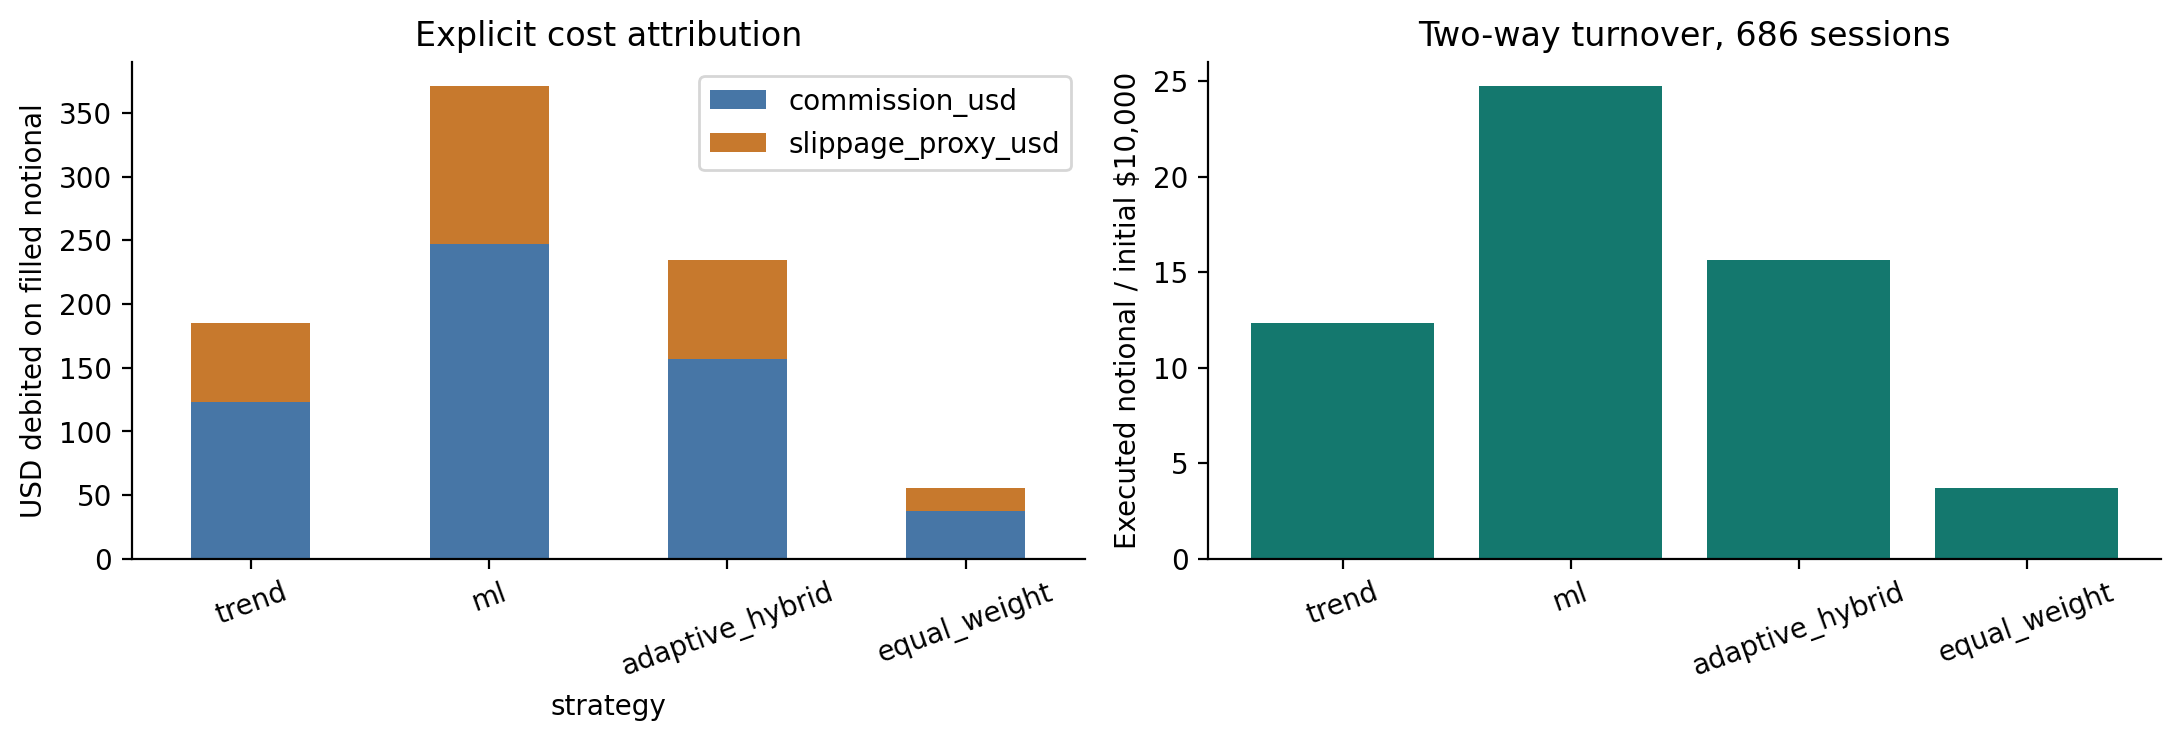 Explicit cost attribution
USD debited on filled notional
350
300
250
200
150
100
50
0
commission_usd
slippage_proxy_usd
trend
ml
adaptive_hybrid
equal_weight
strategy
Two-way turnover, 686 sessions
Executed notional / initial $10,000
25
20
15
10
5
0
trend
ml
adaptive_hybrid
equal_weight